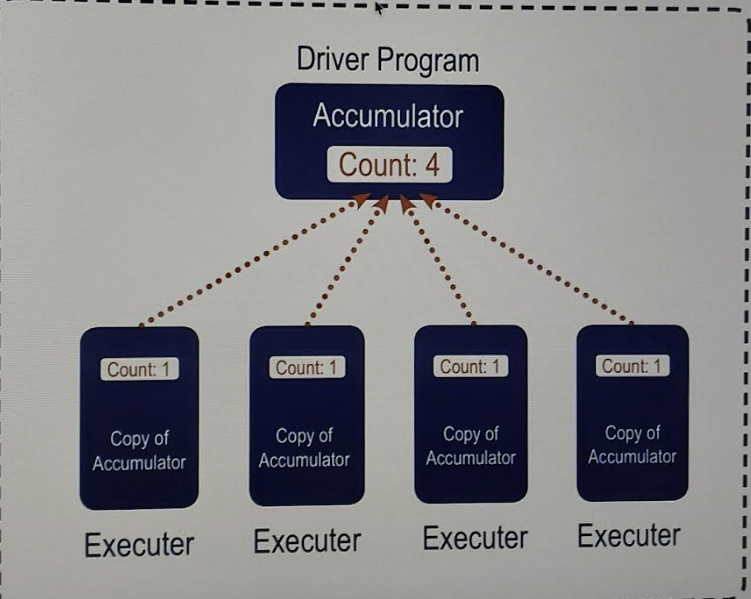 Driver Program
Accumulator
Count: 4
Count: 1
Copy of
Accumulator
Executer
Count: 1
Copy of
Accumulator
Executer
Count: 1
Copy of
Accumulator
Executer
Count: 1
Copy of
Accumulator
Executer